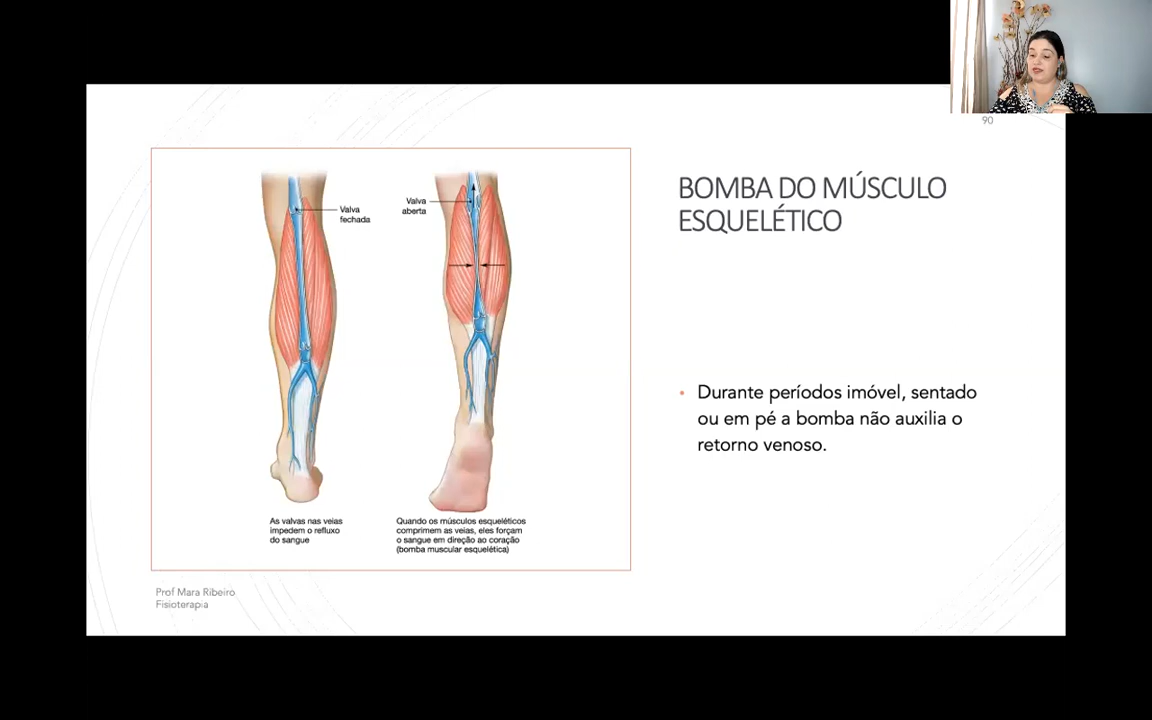 90
BOMBA DO MÚSCULO
ESQUELÉTICO
Valva
fechada
Valva
aberta
As valvas nas veias
impedem o refluxo
do sangue
Quando os músculos esqueléticos
comprimem as veias, eles forçam
o sangue em direção ao coração
(bomba muscular esquelética)
• Durante períodos imóvel, sentado
ou em pé a bomba não auxilia o
retorno venoso.
Prof Mara Ribeiro
Fisioterapia